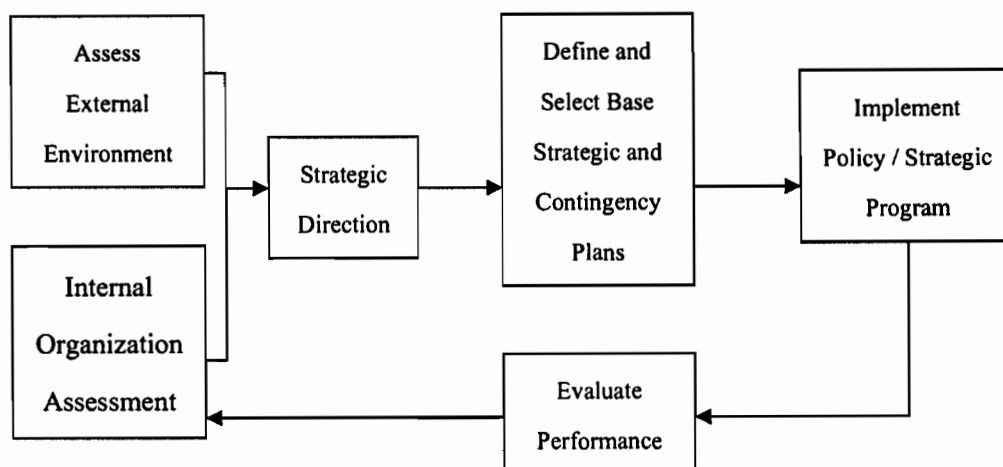 Assess
External
Environment
Internal
Organization
Assessment
Strategic
Direction
Define and
Select Base
Strategic and
Contingency
Plans
Implement
Policy / Strategic
Program
Evaluate
Performance